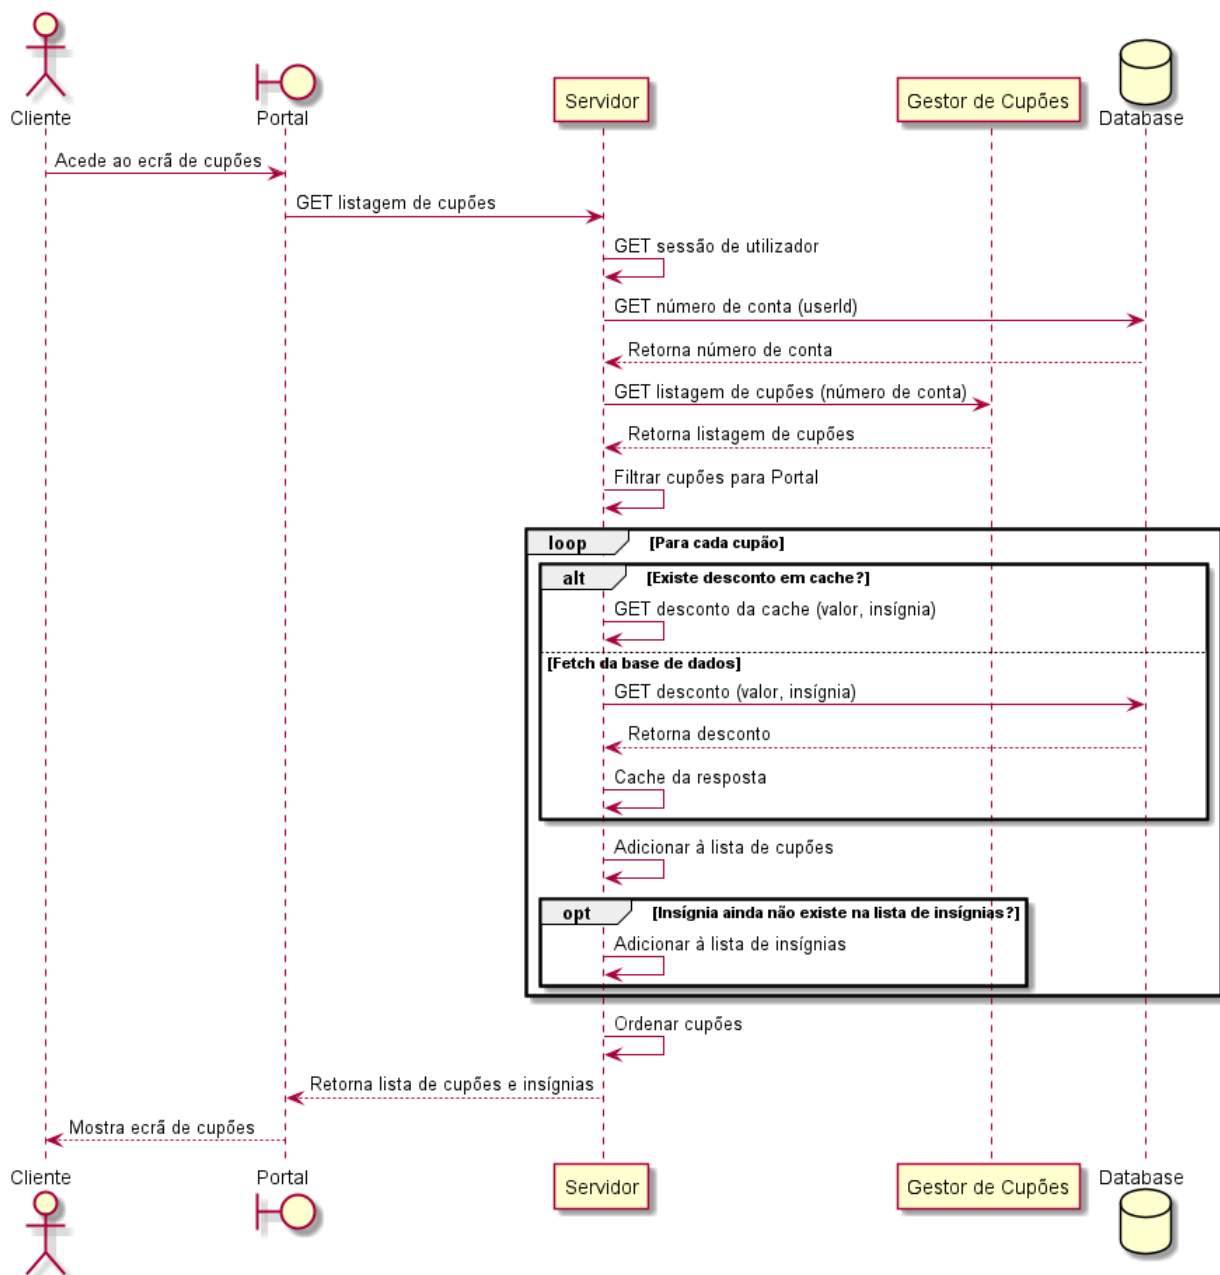 Cliente
Portal
Servidor
Gestor de Cupões
Database
Acede ao ecrã de cupões
GET listagem de cupões
GET sessão de utilizador
GET número de conta (userId)
Retorna número de conta
GET listagem de cupões (número de conta)
Retorna listagem de cupões
Filtrar cupões para Portal
loop [Para cada cupão]
alt [Existe desconto em cache?]
GET desconto da cache (valor, insígnia)
[Fetch da base de dados]
GET desconto (valor, insígnia)
Retorna desconto
Cache da resposta
Adicionar à lista de cupões
opt [Insígnia ainda não existe na lista de insígnias?]
Adicionar à lista de insígnias
Ordenar cupões
Retorna lista de cupões e insígnias
Mostra ecrã de cupões
Cliente
Portal
Servidor
Gestor de Cupões
Database